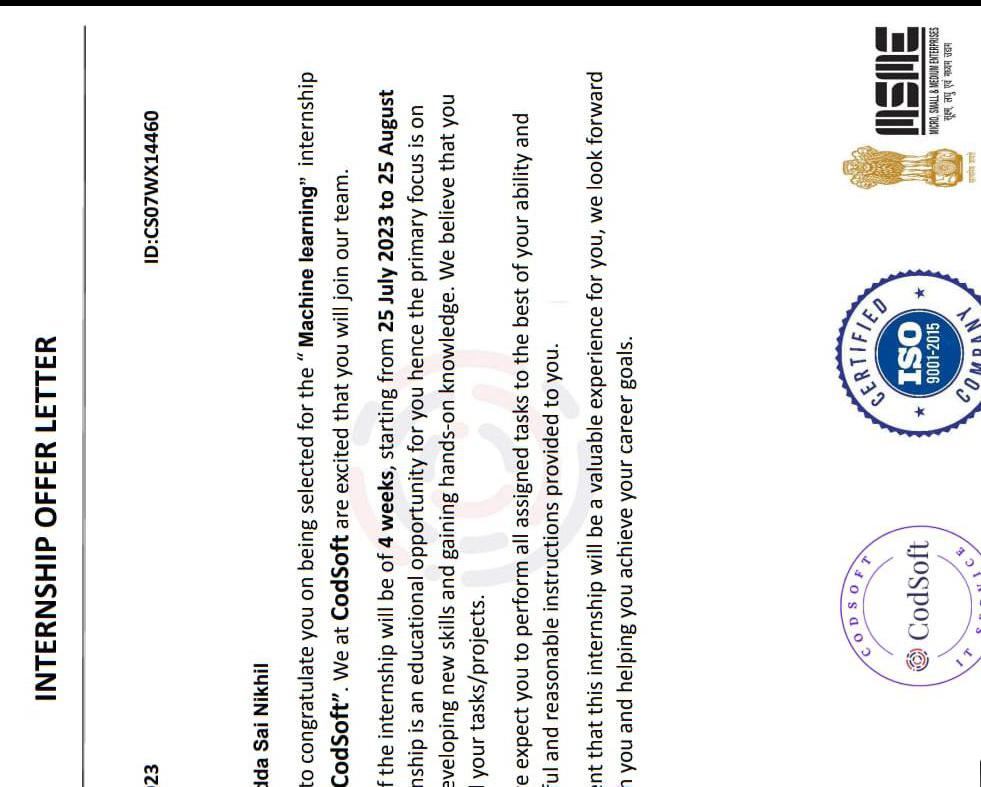 INTERNSHIP OFFER LETTER
023 ID:CS07WX14460
dda Sai Nikhil
to congratulate you on being selected for the “ Machine learning” internship
CodSoft”. We at CodSoft are excited that you will join our team.
f the internship will be of 4 weeks, starting from 25 July 2023 to 25 August
nship is an educational opportunity for you hence the primary focus is on
eveloping new skills and gaining hands-on knowledge. We believe that you
l your tasks/projects.
e expect you to perform all assigned tasks to the best of your ability and
ful and reasonable instructions provided to you.
ent that this internship will be a valuable experience for you, we look forward
n you and helping you achieve your career goals.
CODSOFT
CodSoft
IT SERVICE
CERTIFIED
ISO
9001-2015
COMPANY
सत्यमेव जयते
MSME
MICRO, SMALL & MEDIUM ENTERPRISES
सूक्ष्म, लघु एवं मध्यम उद्यम